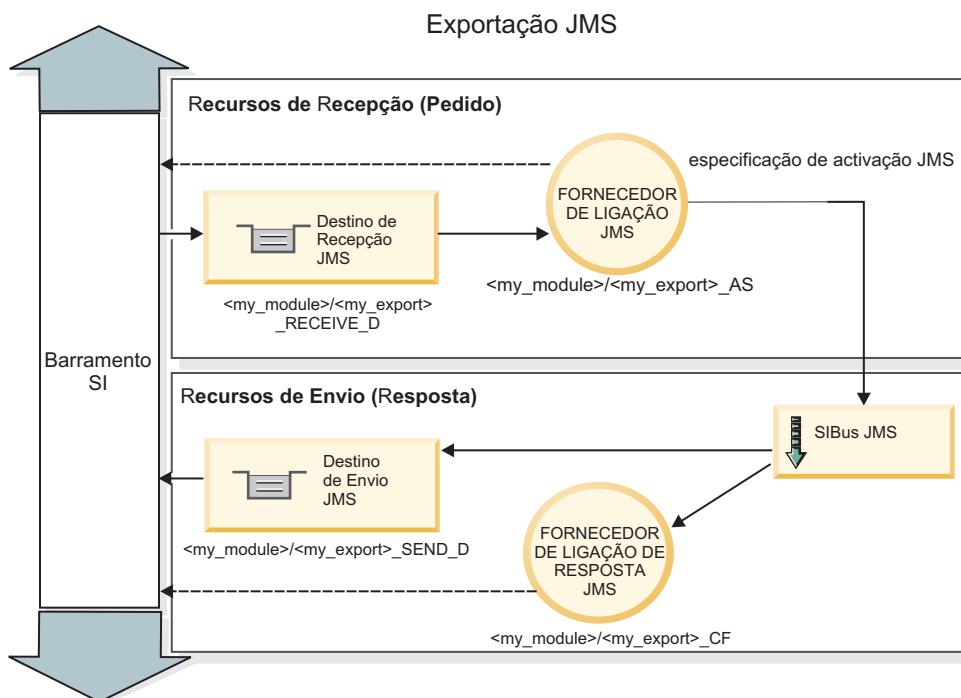 Exportação JMS
Recursos de Recepção (Pedido)
especificação de activação JMS
FORNECEDOR
DE LIGAÇÃO
JMS
Destino de
Recepção
JMS
<my_module>/<my_export>_AS
<my_module>/<my_export>
_RECEIVE_D
Barramento
SI
Recursos de Envio (Resposta)
SIBus JMS
Destino
de Envio
JMS
<my_module>/<my_export>_SEND_D
FORNECEDOR
DE LIGAÇÃO DE
RESPOSTA
JMS
<my_module>/<my_export>_CF